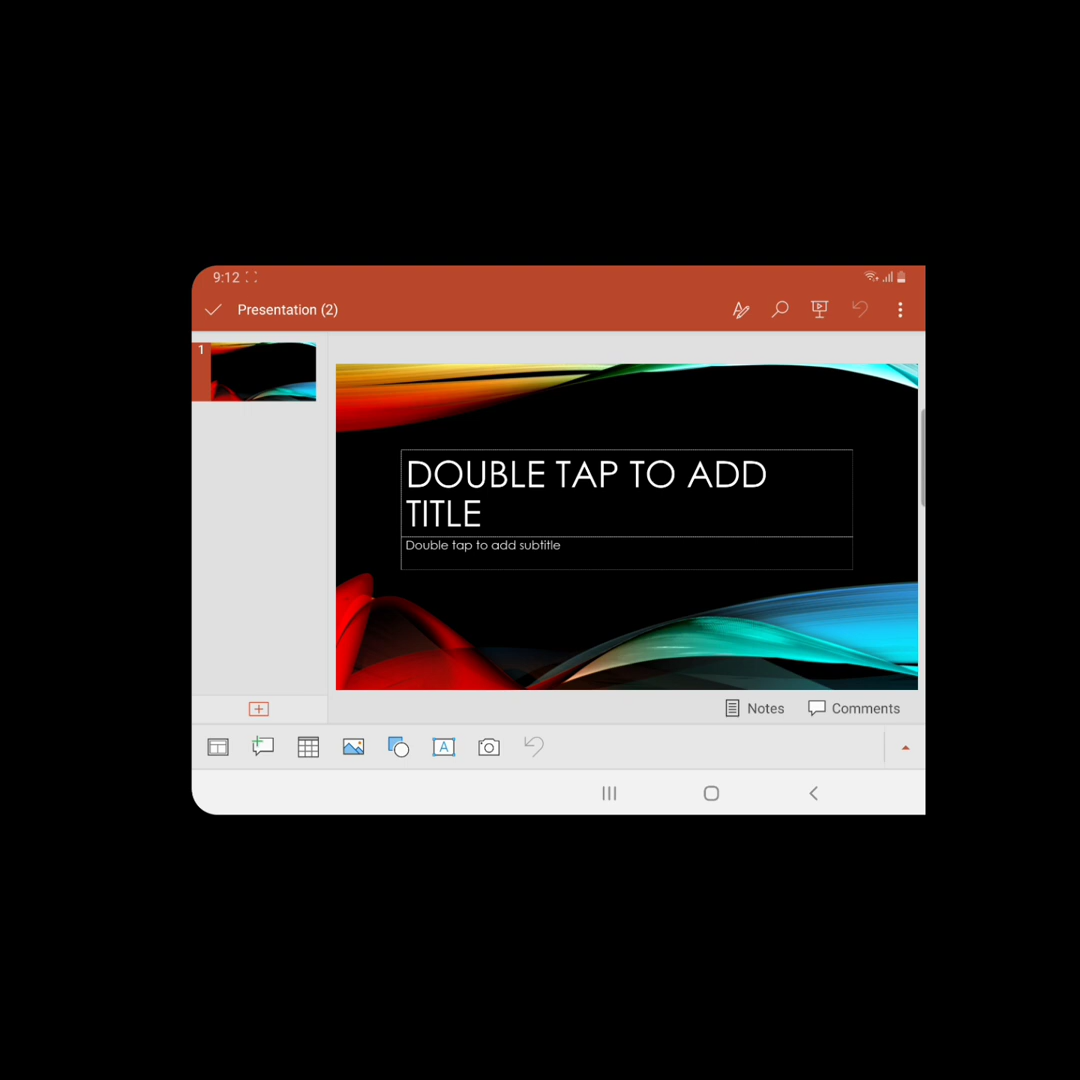 9:12
Presentation (2)
1
DOUBLE TAP TO ADD
TITLE
Double tap to add subtitle
Notes
Comments
A